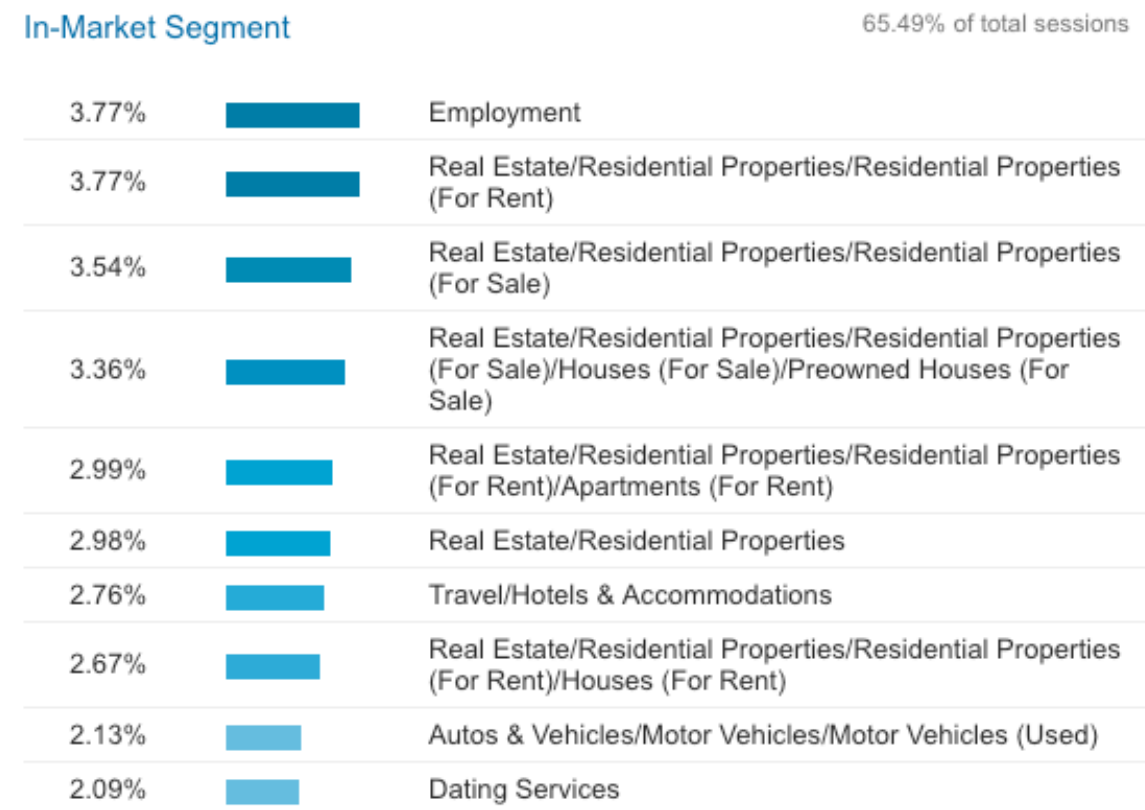 In-Market Segment
65.49% of total sessions
3.77%
Employment
3.77%
Real Estate/Residential Properties/Residential Properties
(For Rent)
3.54%
Real Estate/Residential Properties/Residential Properties
(For Sale)
3.36%
Real Estate/Residential Properties/Residential Properties
(For Sale)/Houses (For Sale)/Preowned Houses (For
Sale)
2.99%
Real Estate/Residential Properties/Residential Properties
(For Rent)/Apartments (For Rent)
2.98%
Real Estate/Residential Properties
2.76%
Travel/Hotels & Accommodations
2.67%
Real Estate/Residential Properties/Residential Properties
(For Rent)/Houses (For Rent)
2.13%
Autos & Vehicles/Motor Vehicles/Motor Vehicles (Used)
2.09%
Dating Services